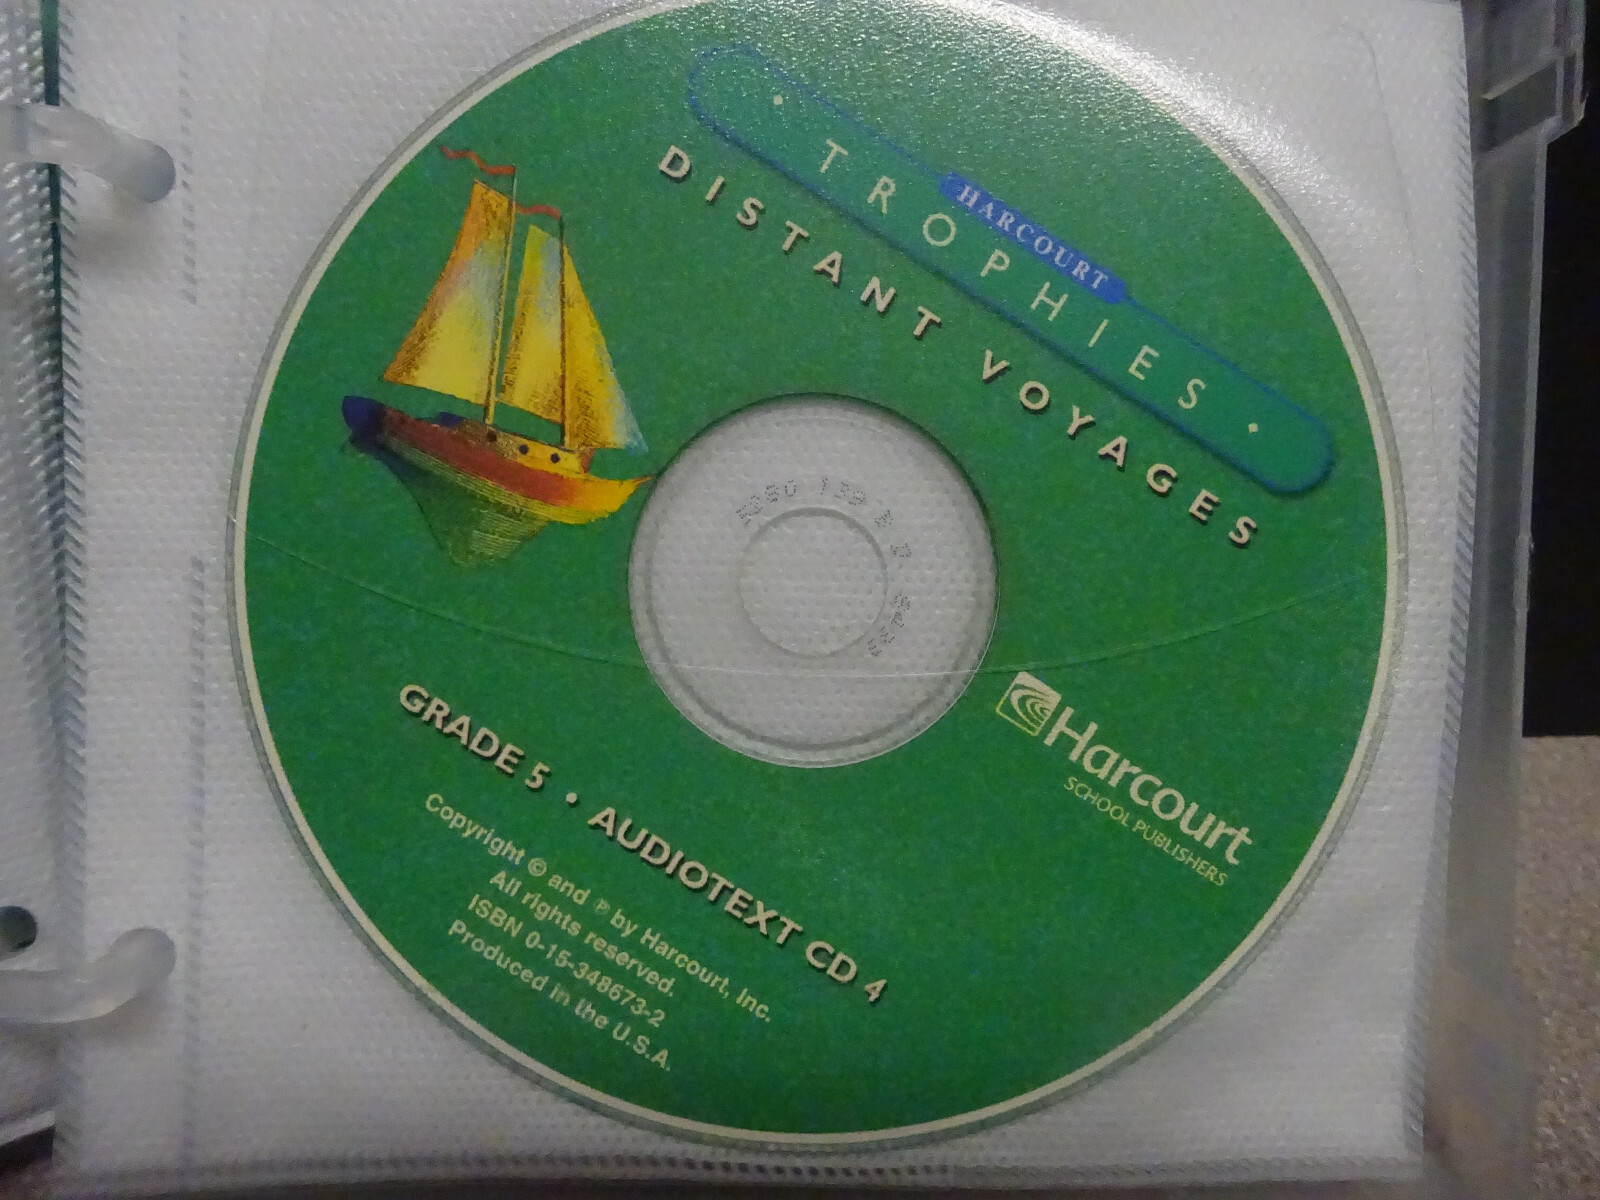 HARCOURT
TROPHIES
DISTANT VOYAGES
Harcourt
SCHOOL PUBLISHERS
GRADE 5 • AUDIOTEXT CD 4
Copyright © and ℗ by Harcourt, Inc.
All rights reserved.
ISBN 0-15-348673-2
Produced in the U.S.A.